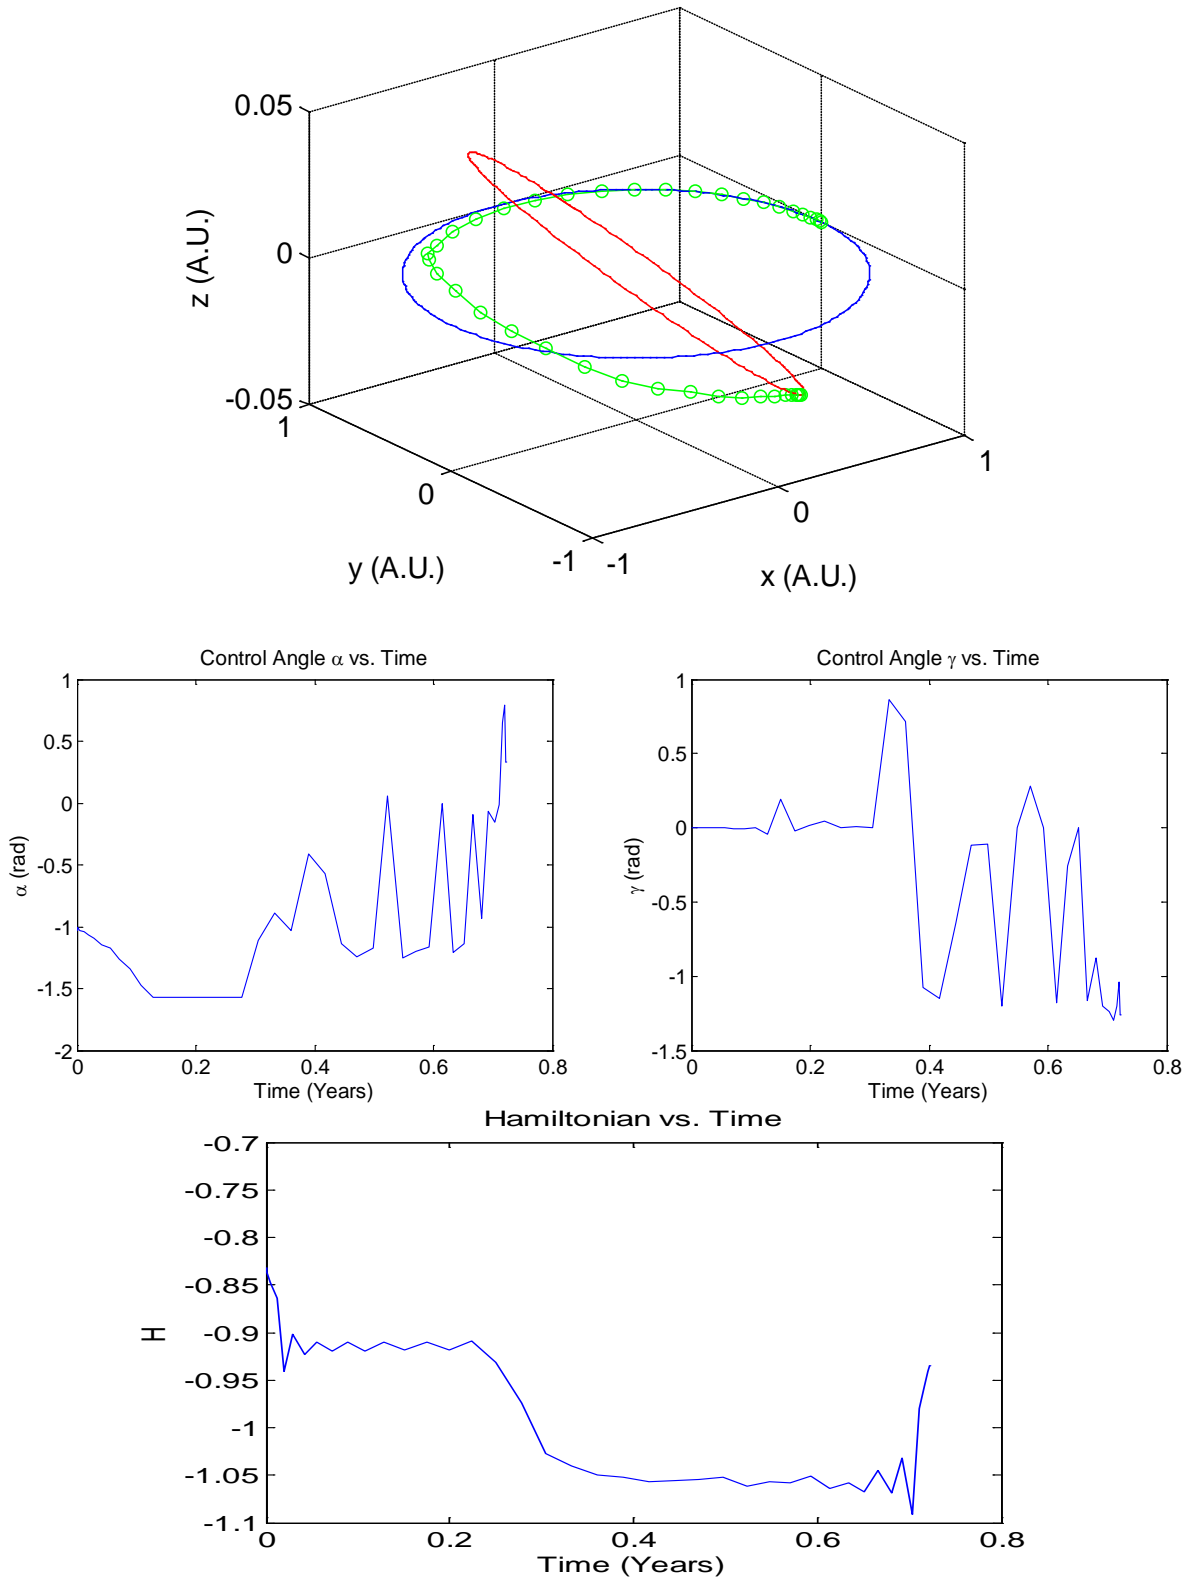 0.05
0
-0.05
z (A.U.)
1
0
-1
y (A.U.)
-1
0
1
x (A.U.)
Control Angle α vs. Time
1
0.5
0
-0.5
-1
-1.5
-2
α (rad)
0 0.2 0.4 0.6 0.8
Time (Years)
Control Angle γ vs. Time
1
0.5
0
-0.5
-1
-1.5
γ (rad)
0 0.2 0.4 0.6 0.8
Time (Years)
Hamiltonian vs. Time
-0.7
-0.75
-0.8
-0.85
-0.9
-0.95
-1
-1.05
-1.1
H
0 0.2 0.4 0.6 0.8
Time (Years)